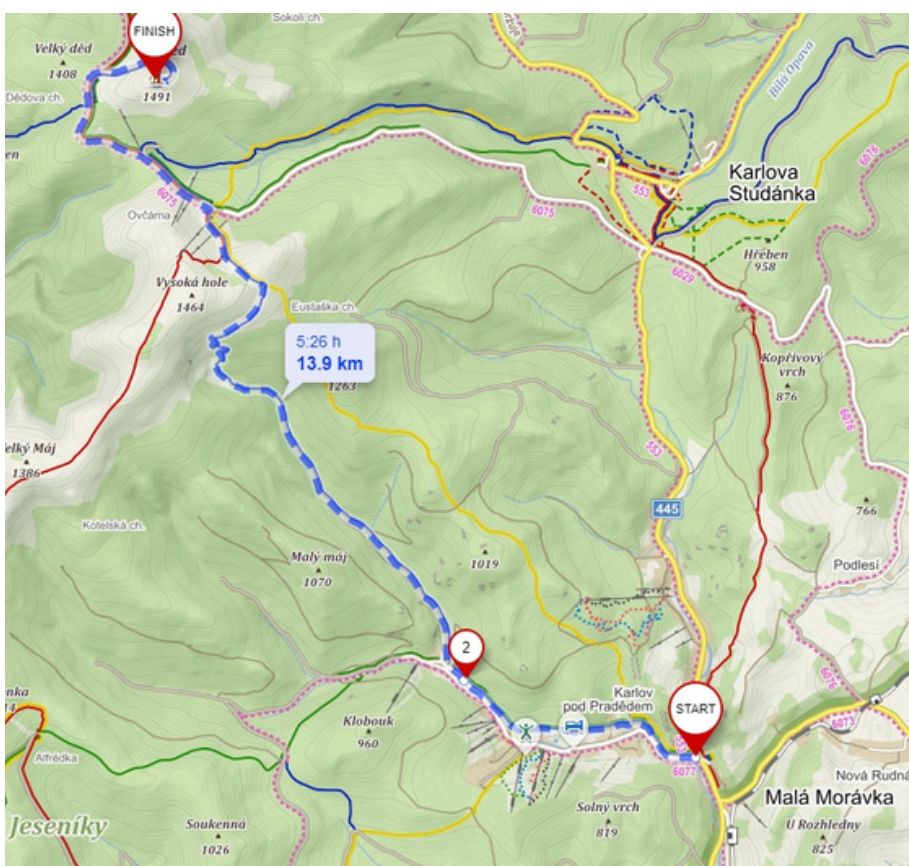 FINISH
Sokolí ch.
Velký děd
1408
1491
Dědova ch.
Bílá Opava
Karlova
Studánka
553
6076
6075
6075
Ovčárna
Hřeben
958
6029
Vysoká hole
1464
Eustaška ch.
5:26 h
13.9 km
1263
Kopřivový
vrch
876
6076
553
1386
445
766
Kotelská ch.
Malý máj
1070
1019
Podlesí
2
Karlov
pod Pradědem
START
6076
Klobouk
960
6073
6077
Alfrédka
Nová Rudná
Malá Morávka
Solný vrch
819
Jeseníky
Soukenná
1026
U Rozhledny
825